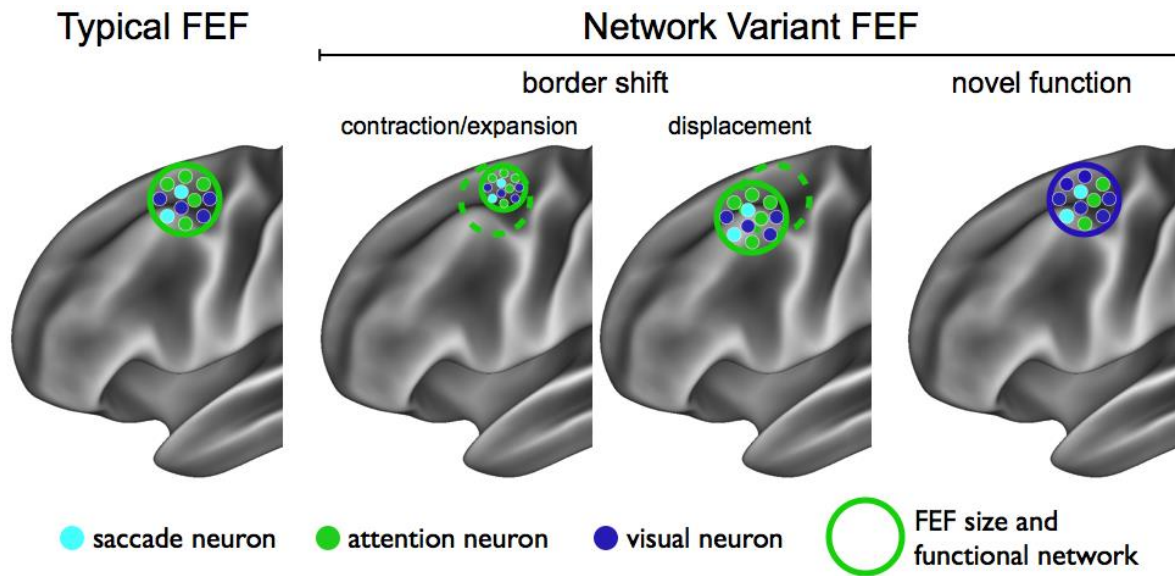 Typical FEF
Network Variant FEF
border shift
novel function
contraction/expansion
displacement
saccade neuron
attention neuron
visual neuron
FEF size and
functional network